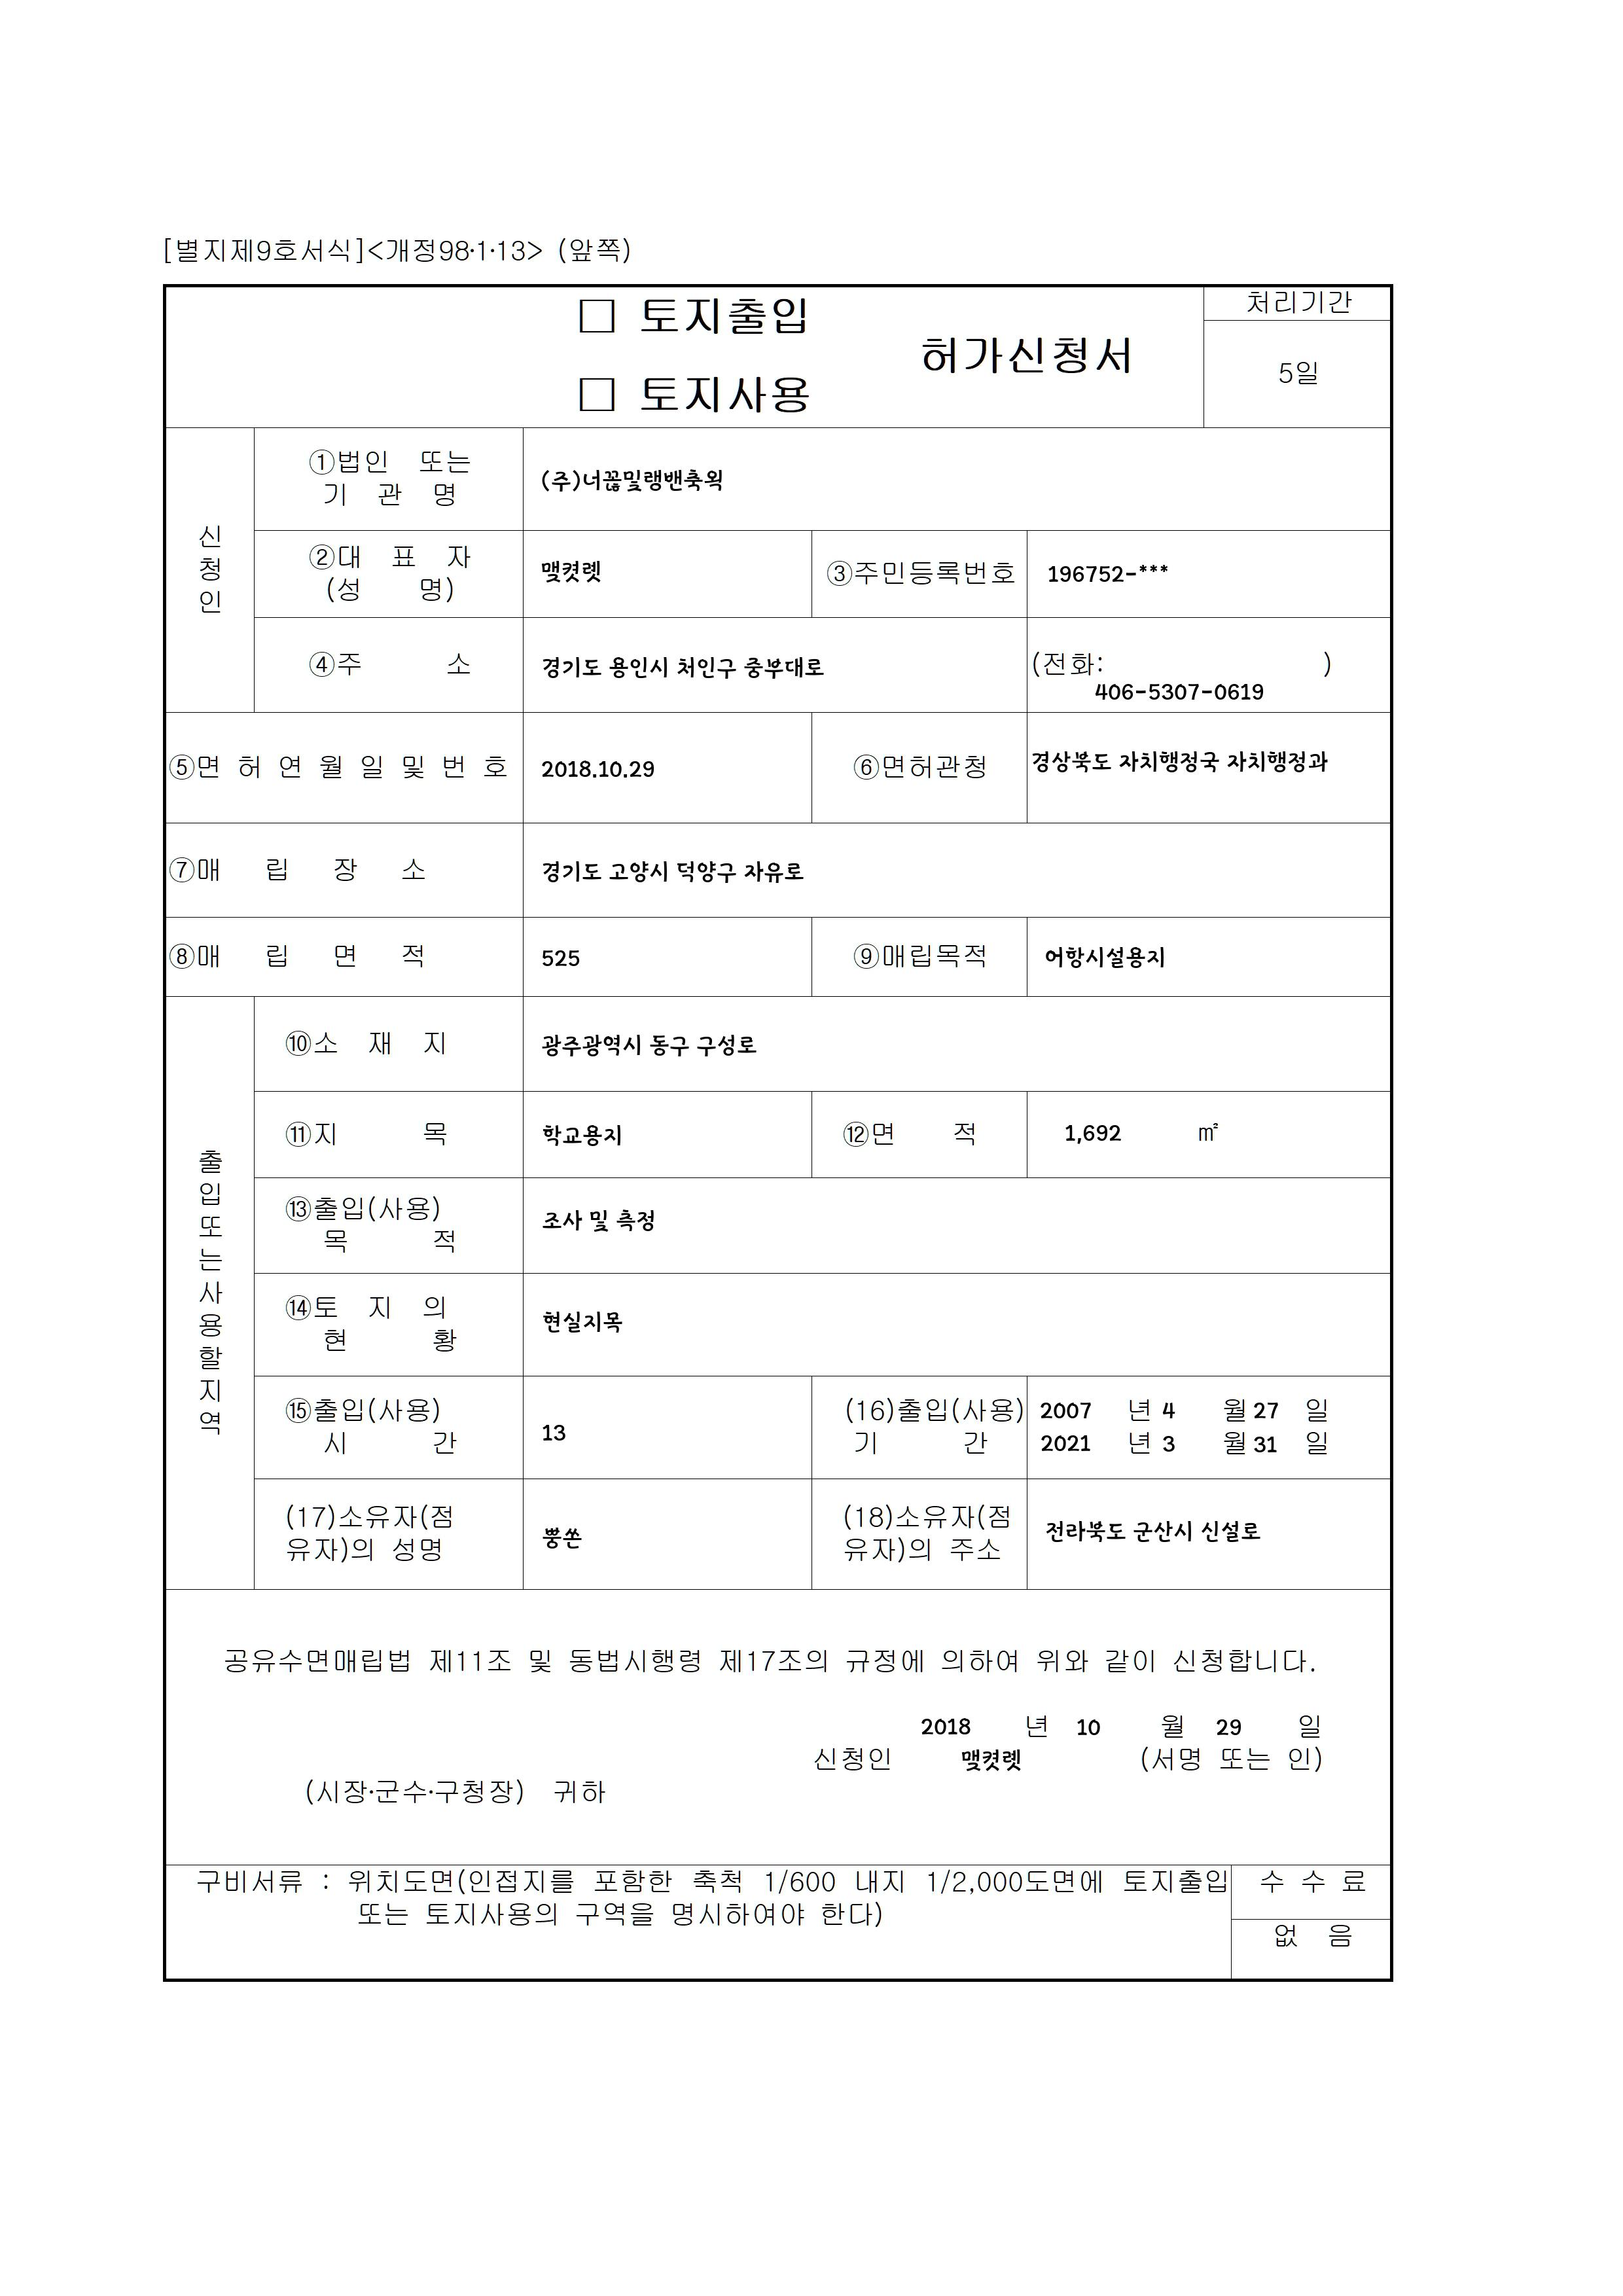 [별지제9호서식]<개정98·1·13> (앞쪽)
□ 토지출입
허가신청서
□ 토지사용
처리기간
5일
신청인
①법인 또는
기 관 명
(주)너꼻및랭밴축왹
②대 표 자
(성 명)
맻켰롓
③주민등록번호
196752-***
④주 소
경기도 용인시 처인구 중부대로
(전화: )
406-5307-0619
⑤면 허 연 월 일 및 번 호
2018.10.29
⑥면허관청
경상북도 자치행정국 자치행정과
⑦매 립 장 소
경기도 고양시 덕양구 자유로
⑧매 립 면 적
525
⑨매립목적
어항시설용지
출입또는사용할지역
⑩소 재 지
광주광역시 동구 구성로
⑪지 목
학교용지
⑫면 적
1,692 ㎡
⑬출입(사용)
목 적
조사 및 측정
⑭토 지 의
현 황
현실지목
⑮출입(사용)
시 간
13
(16)출입(사용)
기 간
2007 년 4 월 27 일
2021 년 3 월 31 일
(17)소유자(점
유자)의 성명
뿡쏜
(18)소유자(점
유자)의 주소
전라북도 군산시 신설로
공유수면매립법 제11조 및 동법시행령 제17조의 규정에 의하여 위와 같이 신청합니다.
2018 년 10 월 29 일
신청인 맻켰롓 (서명 또는 인)
(시장·군수·구청장) 귀하
구비서류 : 위치도면(인접지를 포함한 축척 1/600 내지 1/2,000도면에 토지출입
또는 토지사용의 구역을 명시하여야 한다)
수 수 료
없 음